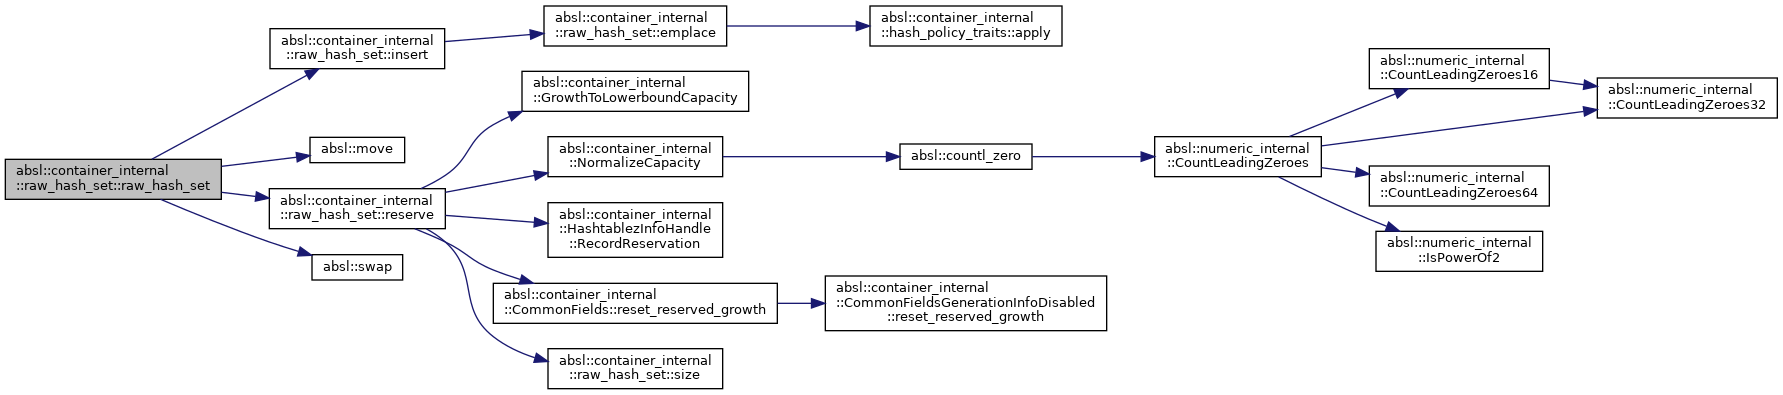 absl::container_internal
::raw_hash_set::raw_hash_set
absl::container_internal
::raw_hash_set::insert
absl::move
absl::container_internal
::raw_hash_set::reserve
absl::swap
absl::container_internal
::raw_hash_set::emplace
absl::container_internal
::GrowthToLowerboundCapacity
absl::container_internal
::NormalizeCapacity
absl::container_internal
::HashtablezInfoHandle
::RecordReservation
absl::container_internal
::CommonFields::reset_reserved_growth
absl::container_internal
::raw_hash_set::size
absl::container_internal
::hash_policy_traits::apply
absl::countl_zero
absl::container_internal
::CommonFieldsGenerationInfoDisabled
::reset_reserved_growth
absl::numeric_internal
::CountLeadingZeroes
absl::numeric_internal
::CountLeadingZeroes16
absl::numeric_internal
::CountLeadingZeroes32
absl::numeric_internal
::CountLeadingZeroes64
absl::numeric_internal
::IsPowerOf2